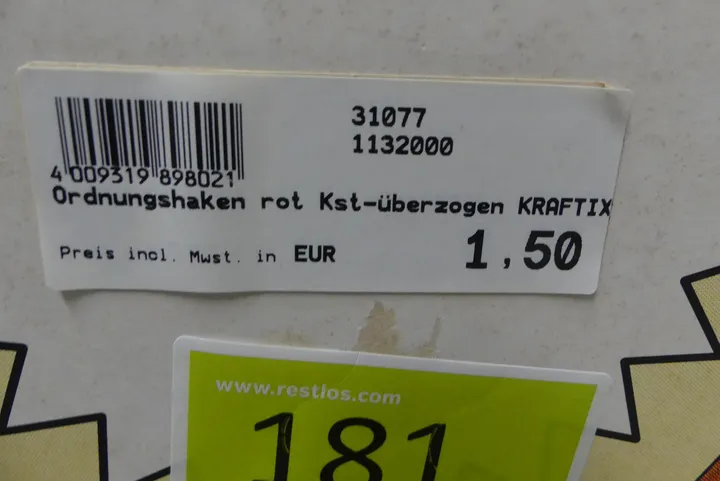 31077
1132000
4 009319 898021
Ordnungshaken rot Kst-überzogen KRAFTIX
Preis incl. Mwst. in EUR 1,50
www.restlos.com
181